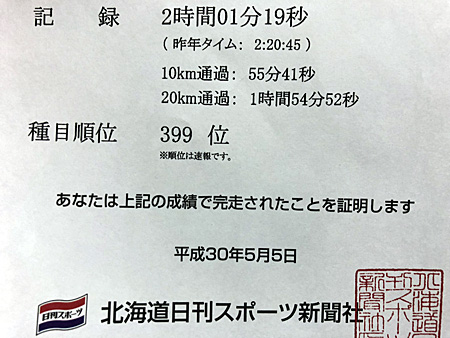 記 録 2時間01分19秒
( 昨年タイム: 2:20:45 )
10km通過: 55分41秒
20km通過: 1時間54分52秒
種目順位 399 位
※順位は速報です。
あなたは上記の成績で完走されたことを証明します
平成30年5月5日
日刊スポーツ
北海道日刊スポーツ新聞社